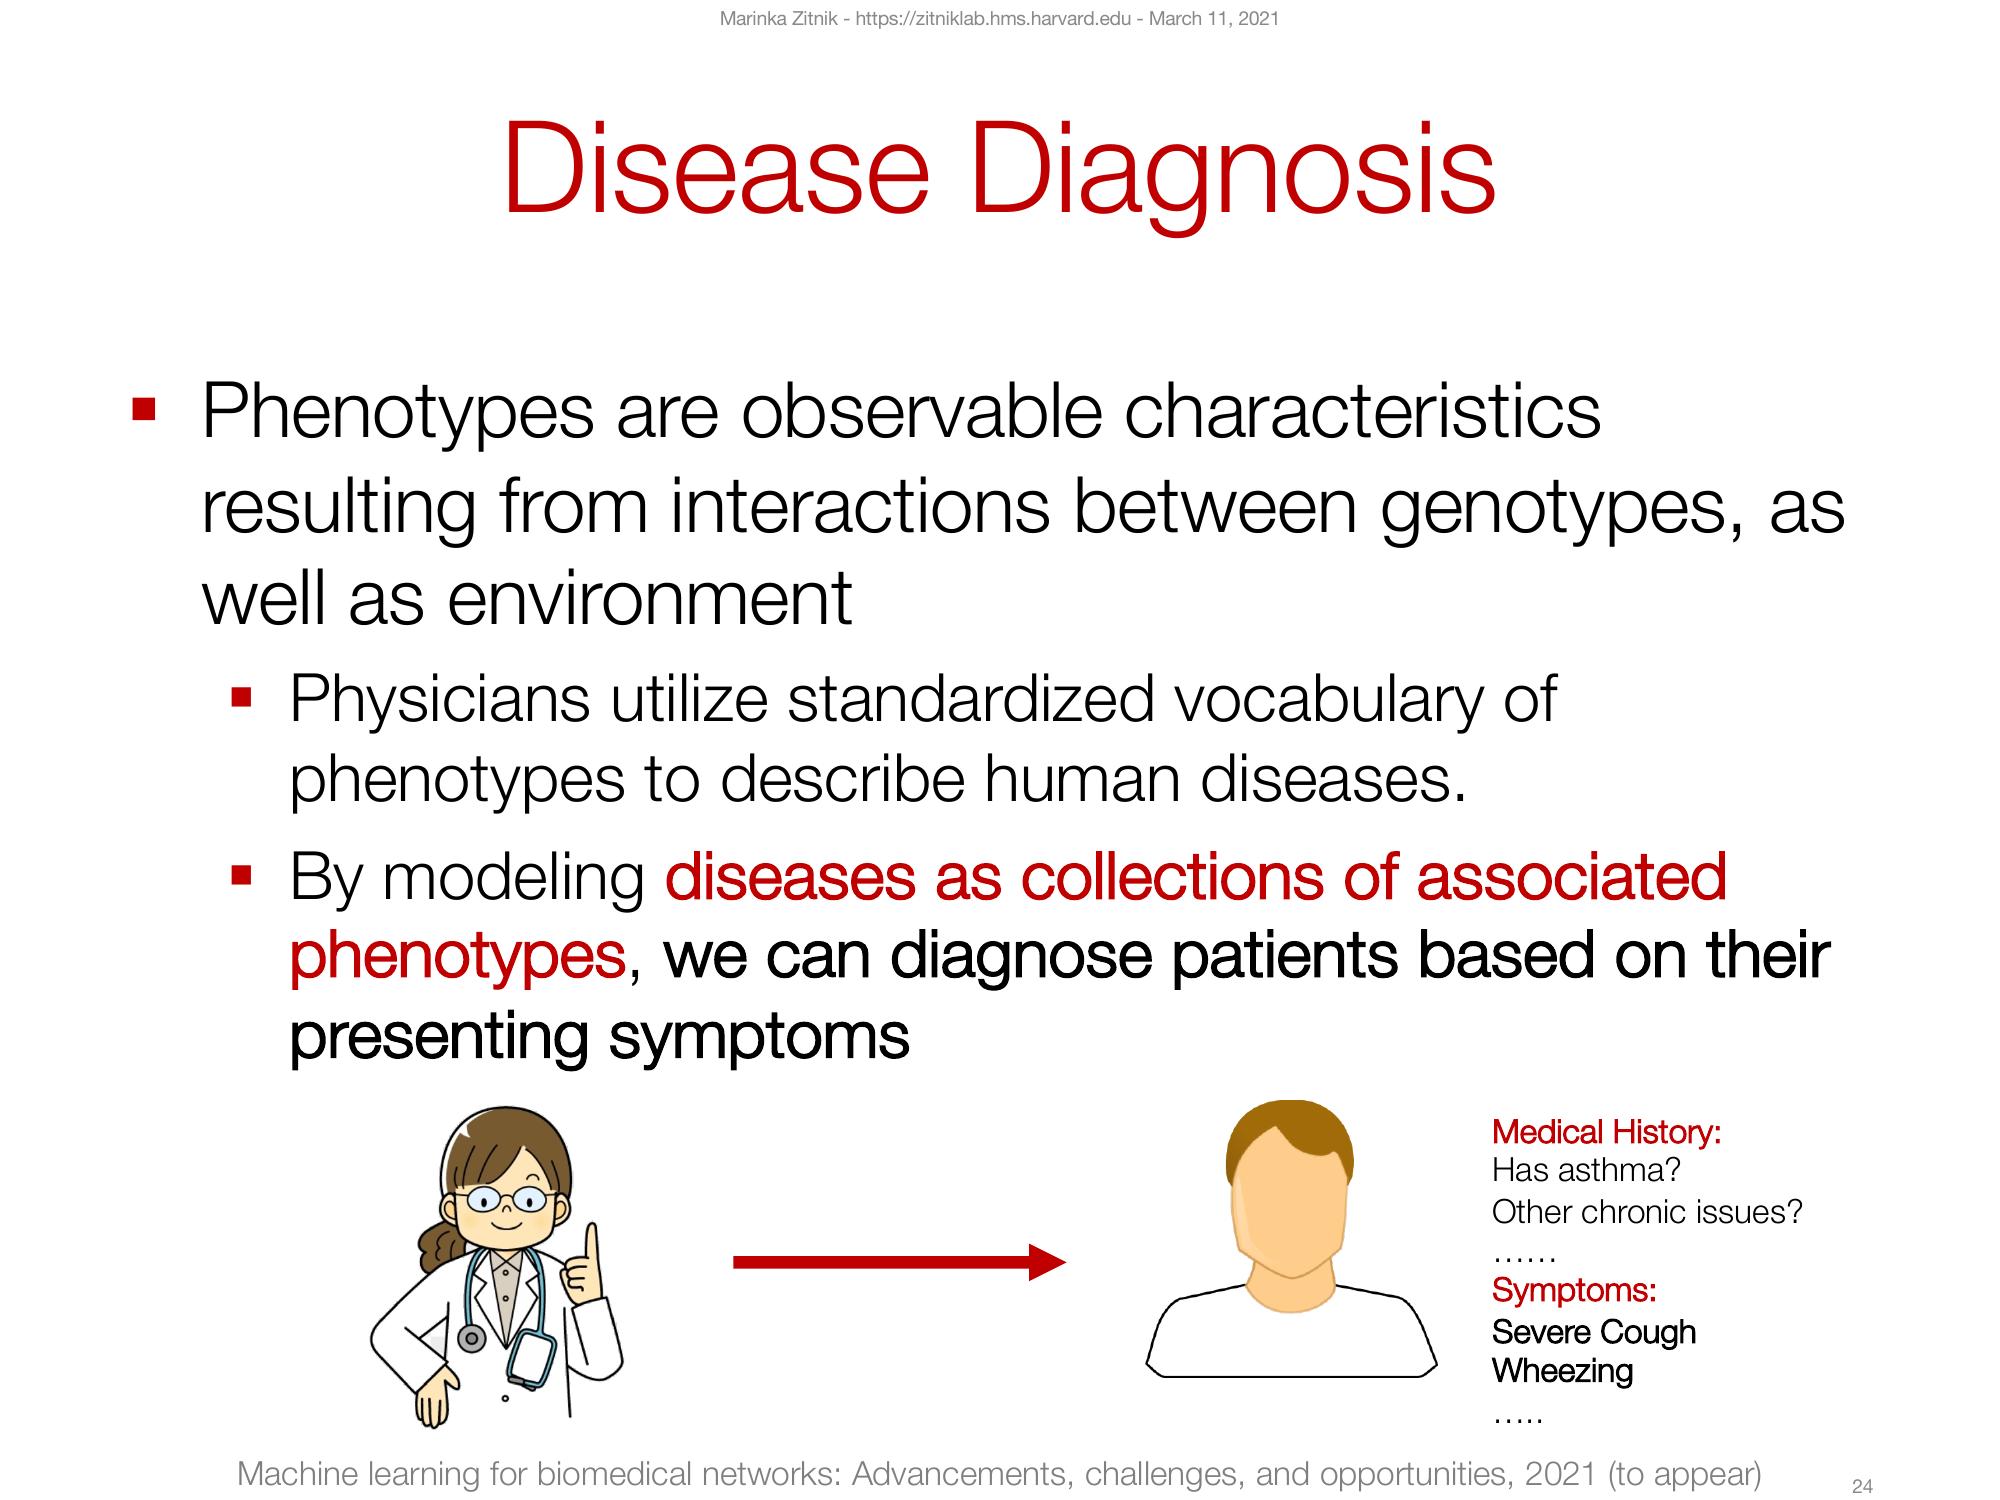 Marinka Zitnik - https://zitniklab.hms.harvard.edu - March 11, 2021
Disease Diagnosis
▪ Phenotypes are observable characteristics
resulting from interactions between genotypes, as
well as environment
▪ Physicians utilize standardized vocabulary of
phenotypes to describe human diseases.
▪ By modeling diseases as collections of associated
phenotypes, we can diagnose patients based on their
presenting symptoms
Medical History:
Has asthma?
Other chronic issues?
......
Symptoms:
Severe Cough
Wheezing
.....
Machine learning for biomedical networks: Advancements, challenges, and opportunities, 2021 (to appear)
24